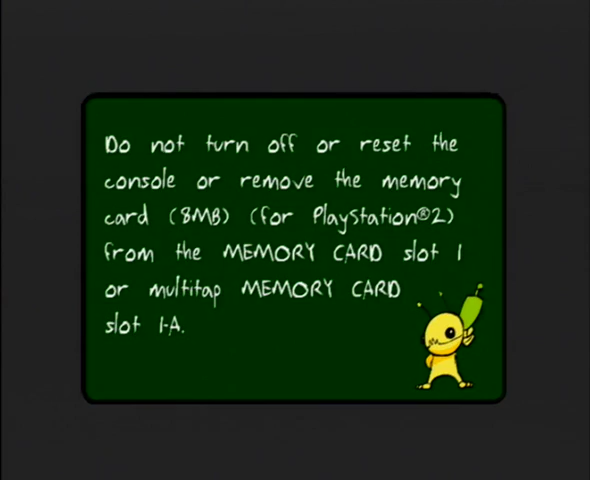 Do not turn off or reset the
console or remove the memory
card (8MB) (for PlayStation®2)
from the MEMORY CARD slot 1
or multitap MEMORY CARD
slot 1-A.